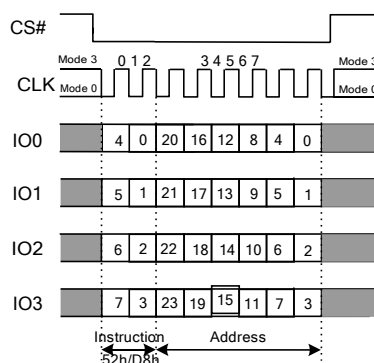 CS#
Mode 3 0 1 2 3 4 5 6 7 Mode 3
CLK Mode 0 Mode 0
IO0 4 0 20 16 12 8 4 0
IO1 5 1 21 17 13 9 5 1
IO2 6 2 22 18 14 10 6 2
IO3 7 3 23 19 15 11 7 3
Instruction Address
52h/D8h